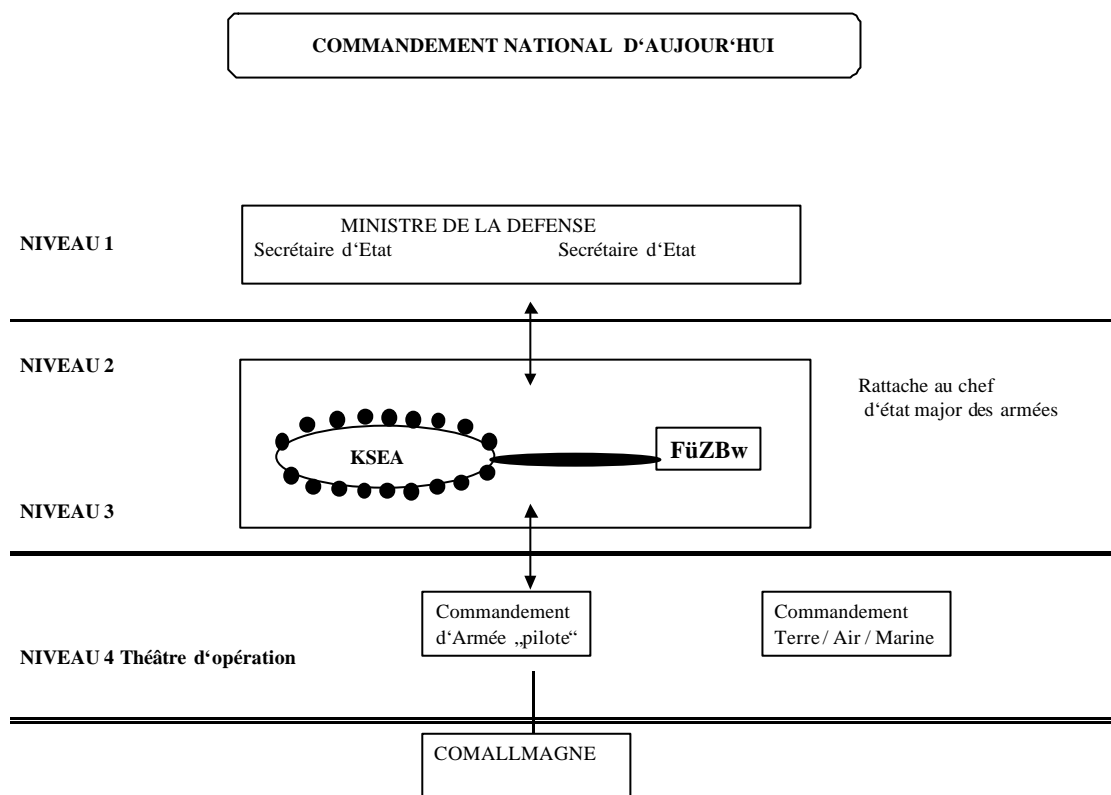 COMMANDEMENT NATIONAL D‘AUJOUR‘HUI
NIVEAU 1
MINISTRE DE LA DEFENSE
Secrétaire d‘Etat Secrétaire d‘Etat
NIVEAU 2
Rattache au chef
d‘état major des armées
KSEA
FüZBw
NIVEAU 3
Commandement
d‘Armée „pilote“
Commandement
Terre / Air / Marine
NIVEAU 4 Théâtre d‘opération
COMALLMAGNE